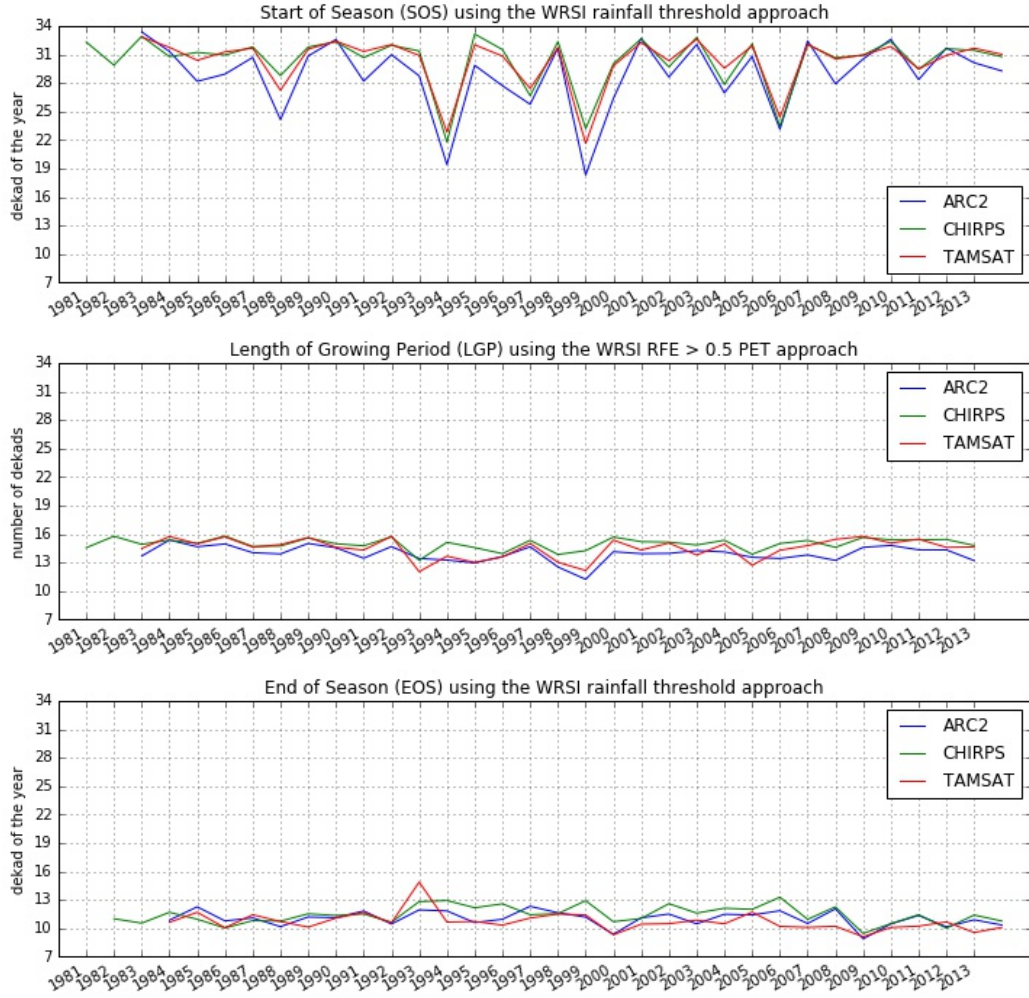 Start of Season (SOS) using the WRSI rainfall threshold approach
34
31
28
25
22
19
16
13
10
7
dekad of the year
ARC2
CHIRPS
TAMSAT
1981 1982 1983 1984 1985 1986 1987 1988 1989 1990 1991 1992 1993 1994 1995 1996 1997 1998 1999 2000 2001 2002 2003 2004 2005 2006 2007 2008 2009 2010 2011 2012 2013
Length of Growing Period (LGP) using the WRSI RFE > 0.5 PET approach
34
31
28
25
22
19
16
13
10
7
number of dekads
ARC2
CHIRPS
TAMSAT
1981 1982 1983 1984 1985 1986 1987 1988 1989 1990 1991 1992 1993 1994 1995 1996 1997 1998 1999 2000 2001 2002 2003 2004 2005 2006 2007 2008 2009 2010 2011 2012 2013
End of Season (EOS) using the WRSI rainfall threshold approach
34
31
28
25
22
19
16
13
10
7
dekad of the year
ARC2
CHIRPS
TAMSAT
1981 1982 1983 1984 1985 1986 1987 1988 1989 1990 1991 1992 1993 1994 1995 1996 1997 1998 1999 2000 2001 2002 2003 2004 2005 2006 2007 2008 2009 2010 2011 2012 2013